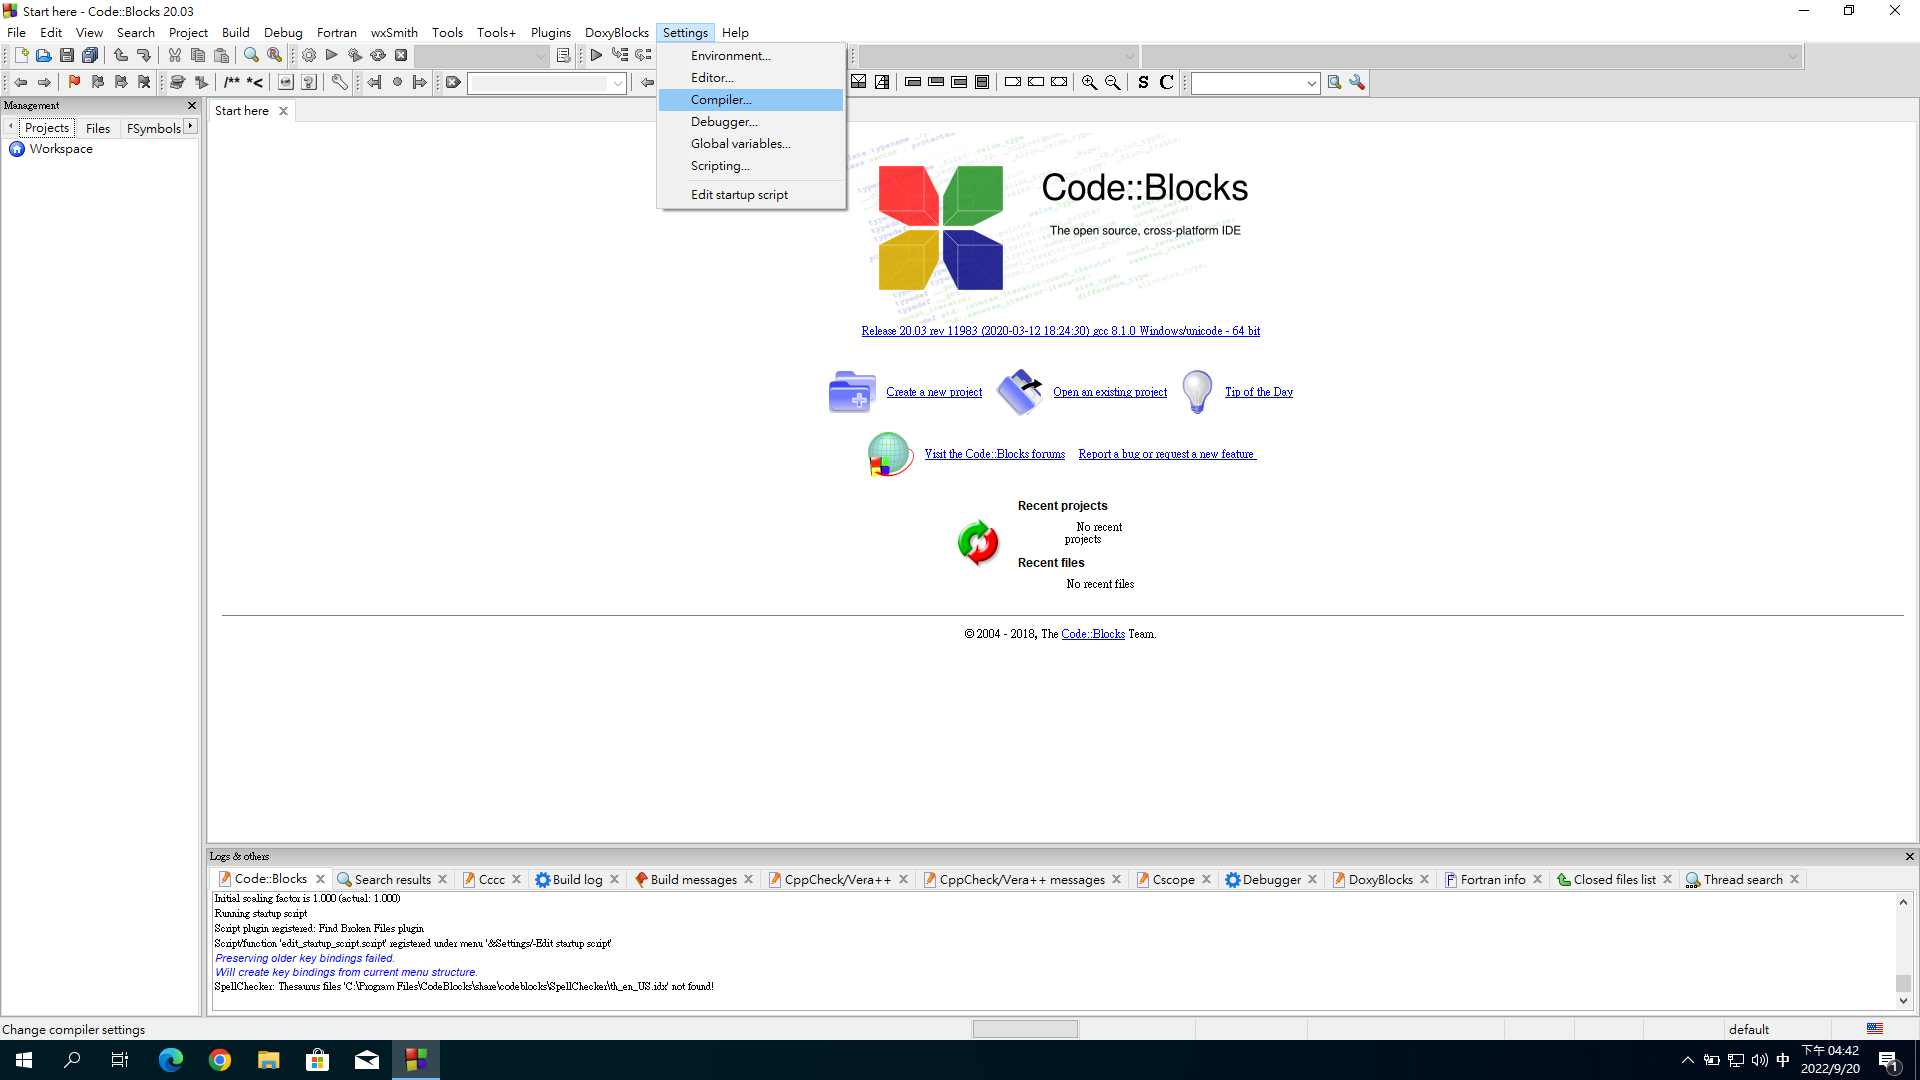 Start here - Code::Blocks 20.03
File Edit View Search Project Build Debug Fortran wxSmith Tools Tools+ Plugins DoxyBlocks Settings Help
Environment...
Editor...
Compiler...
Debugger...
Global variables...
Scripting...
Edit startup script
/** *<
S C
Management
Projects Files FSymbols
Workspace
Start here
Code::Blocks
The open source, cross-platform IDE
Release 20.03 rev 11983 (2020-03-12 18:24:30) gcc 8.1.0 Windows/unicode - 64 bit
Create a new project Open an existing project Tip of the Day
Visit the Code::Blocks forums Report a bug or request a new feature
Recent projects
No recent
projects
Recent files
No recent files
© 2004 - 2018, The Code::Blocks Team.
Logs & others
Code::Blocks Search results Cccc Build log Build messages CppCheck/Vera++ CppCheck/Vera++ messages Cscope Debugger DoxyBlocks Fortran info Closed files list Thread search
Initial scaling factor is 1.000 (actual: 1.000)
Running startup script
Script plugin registered: Find Broken Files plugin
Script/function 'edit_startup_script.script' registered under menu '&Settings/-Edit startup script'
Preserving older key bindings failed.
Will create key bindings from current menu structure.
SpellChecker: Thesaurus files 'C:\Program Files\CodeBlocks\share\codeblocks\SpellChecker\th_en_US.idx' not found!
Change compiler settings
default
中
下午 04:42
2022/9/20
1